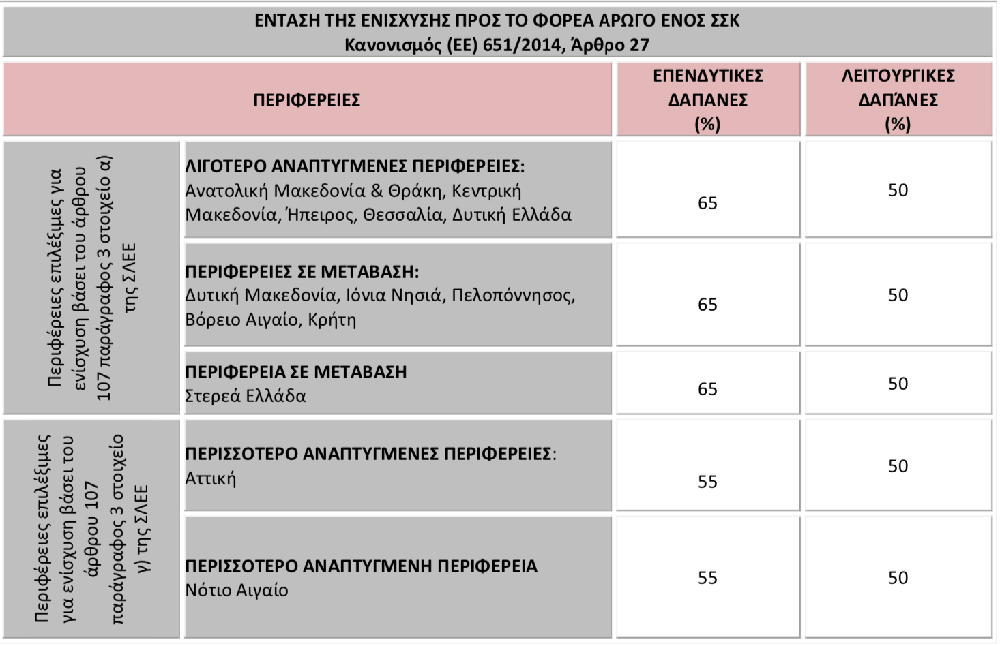 ΕΝΤΑΣΗ ΤΗΣ ΕΝΙΣΧΥΣΗΣ ΠΡΟΣ ΤΟ ΦΟΡΕΑ ΑΡΩΓΟ ΕΝΟΣ ΣΣΚ
Κανονισμός (ΕΕ) 651/2014, Άρθρο 27
ΠΕΡΙΦΕΡΕΙΕΣ
ΕΠΕΝΔΥΤΙΚΕΣ
ΔΑΠΑΝΕΣ
(%)
ΛΕΙΤΟΥΡΓΙΚΕΣ
ΔΑΠΆΝΕΣ
(%)
Περιφέρειες επιλέξιμες για
ενίσχυση βάσει του άρθρου
107 παράγραφος 3 στοιχείο α)
της ΣΛΕΕ
ΛΙΓΟΤΕΡΟ ΑΝΑΠΤΥΓΜΕΝΕΣ ΠΕΡΙΦΕΡΕΙΕΣ:
Ανατολική Μακεδονία & Θράκη, Κεντρική
Μακεδονία, Ήπειρος, Θεσσαλία, Δυτική Ελλάδα
65
50
ΠΕΡΙΦΕΡΕΙΕΣ ΣΕ ΜΕΤΑΒΑΣΗ:
Δυτική Μακεδονία, Ιόνια Νησιά, Πελοπόννησος,
Βόρειο Αιγαίο, Κρήτη
65
50
ΠΕΡΙΦΕΡΕΙΑ ΣΕ ΜΕΤΑΒΑΣΗ
Στερεά Ελλάδα
65
50
Περιφέρειες επιλέξιμες
για ενίσχυση βάσει του
άρθρου 107
παράγραφος 3 στοιχείο
γ) της ΣΛΕΕ
ΠΕΡΙΣΣΟΤΕΡΟ ΑΝΑΠΤΥΓΜΕΝΕΣ ΠΕΡΙΦΕΡΕΙΕΣ:
Αττική
55
50
ΠΕΡΙΣΣΟΤΕΡΟ ΑΝΑΠΤΥΓΜΕΝΗ ΠΕΡΙΦΕΡΕΙΑ
Νότιο Αιγαίο
55
50